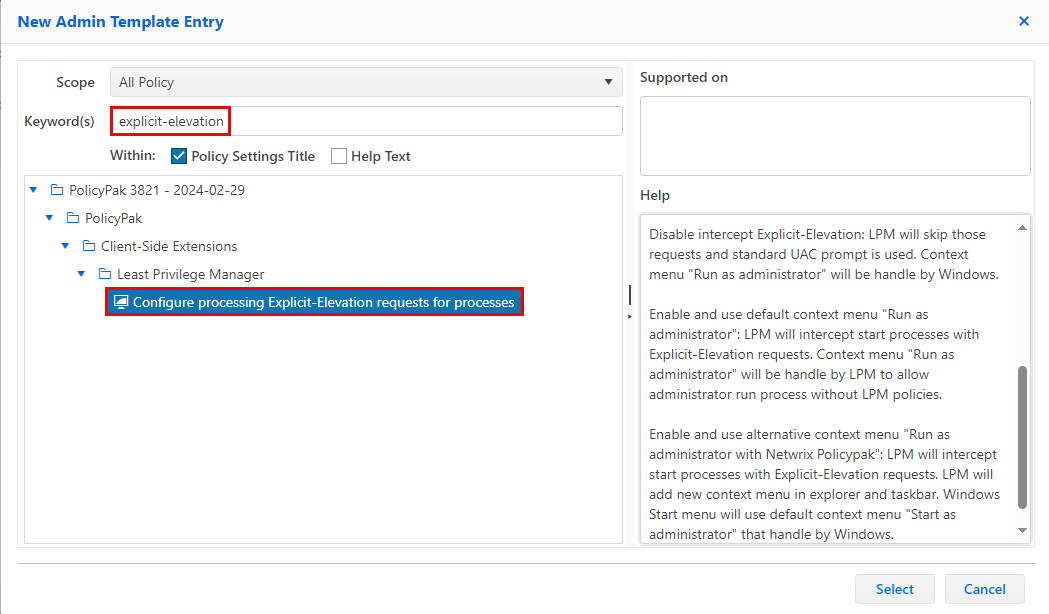 New Admin Template Entry
Scope
All Policy
Keyword(s)
explicit-elevation
Within:
Policy Settings Title
Help Text
PolicyPak 3821 - 2024-02-29
PolicyPak
Client-Side Extensions
Least Privilege Manager
Configure processing Explicit-Elevation requests for processes
Supported on
Help
Disable intercept Explicit-Elevation: LPM will skip those
requests and standard UAC prompt is used. Context
menu "Run as administrator" will be handle by Windows.
Enable and use default context menu "Run as
administrator": LPM will intercept start processes with
Explicit-Elevation requests. Context menu "Run as
administrator" will be handle by LPM to allow
administrator run process without LPM policies.
Enable and use alternative context menu "Run as
administrator with Netwrix Policypak": LPM will intercept
start processes with Explicit-Elevation requests. LPM will
add new context menu in explorer and taskbar. Windows
Start menu will use default context menu "Start as
administrator" that handle by Windows.
Select
Cancel